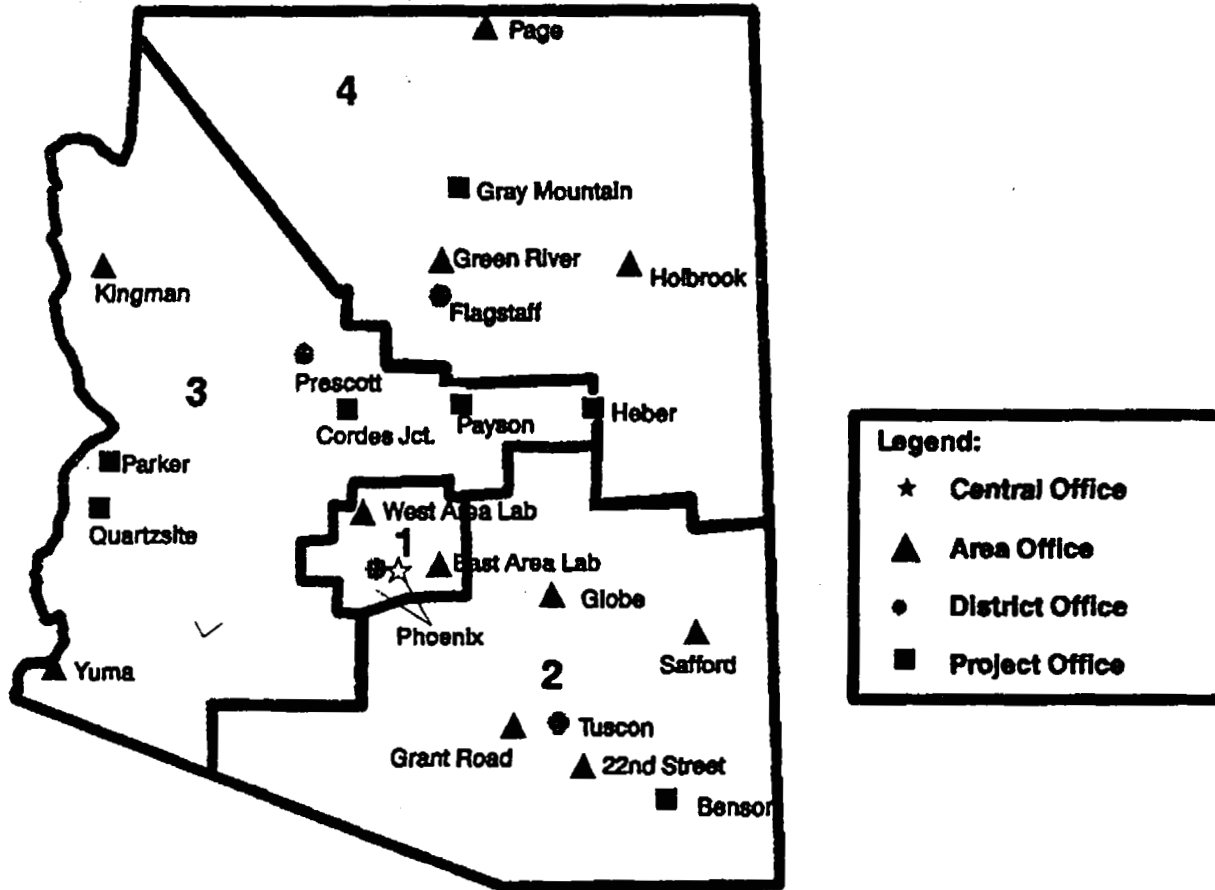 Page
4
Gray Mountain
Green River
Holbrook
Kingman
Flagstaff
3
Prescott
Cordes Jct.
Payson
Heber
Parker
Quartzsite
West Area Lab
1
East Area Lab
Globe
Phoenix
Safford
Yuma
2
Tuscon
Grant Road
22nd Street
Benson
Legend:
Central Office
Area Office
District Office
Project Office